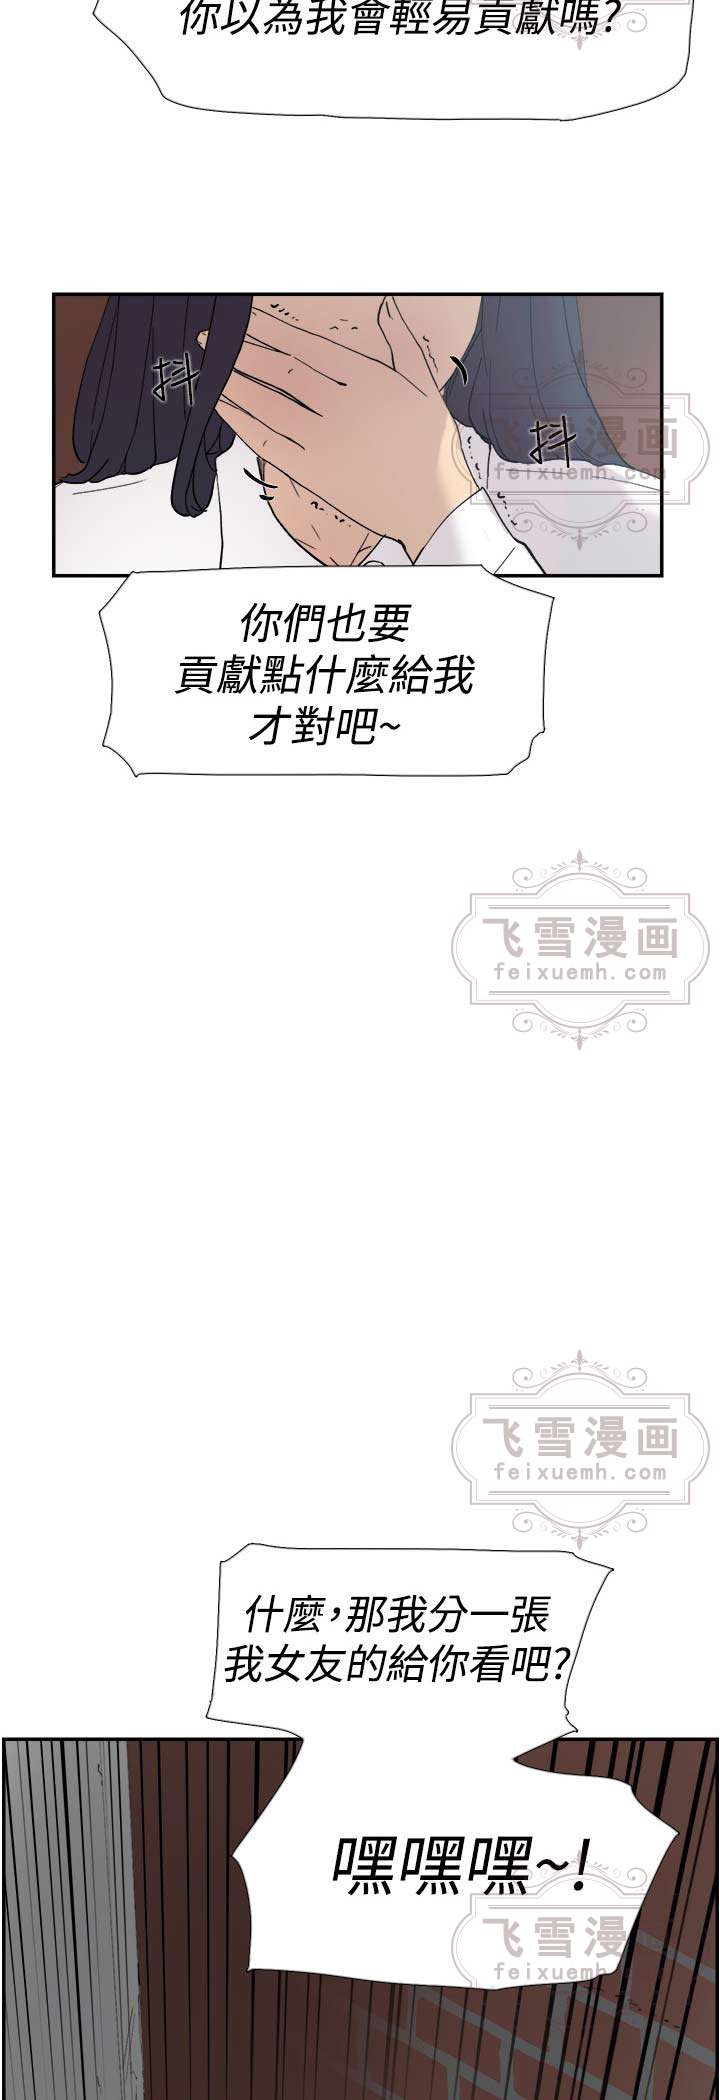 你以為我會輕易貢獻嗎?
抖
抖
飞雪漫画
feixuemh.com
你們也要
貢獻點什麼給我
才對吧~
飞雪漫画
feixuemh.com
飞雪漫画
feixuemh.com
什麼,那我分一張
我女友的給你看吧?
嘿嘿嘿~!
飞雪漫画
feixuemh.com